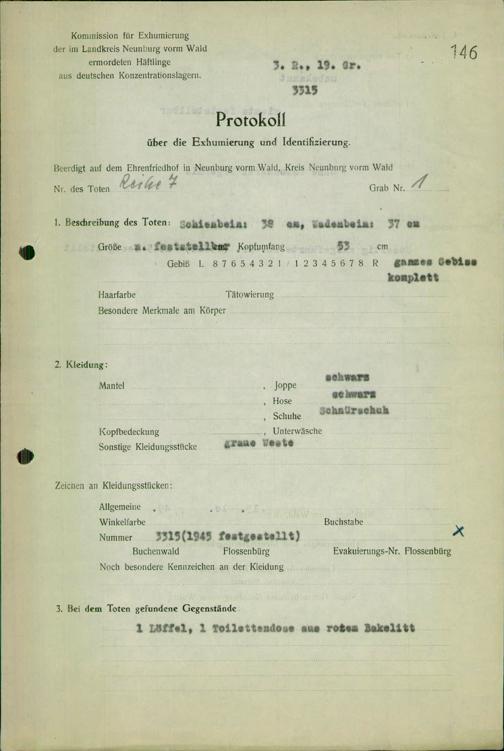 Kommission für Exhumierung
der im Landkreis Neunburg vorm Wald
ermordeten Häftlinge
aus deutschen Konzentrationslagern.
146
3. R., 19. Gr.
unbekannt
3315
Protokoll
über die Exhumierung und Identifizierung.
Beerdigt auf dem Ehrenfriedhof in Neunburg vorm Wald, Kreis Neunburg vorm Wald
Nr. des Toten Reihe 7 Grab Nr. 1
1. Beschreibung des Toten: Schienbein: 38 cm, Wadenbein: 37 cm
Größe n. feststellbar Kopfumfang 53 cm
Gebiß L 8 7 6 5 4 3 2 1 1 2 3 4 5 6 7 8 R ganzes Gebiss
komplett
Haarfarbe Tätowierung
Besondere Merkmale am Körper
2. Kleidung:
Mantel , Joppe schwarz
, Hose schwarz
, Schuhe Schnürschuh
Kopfbedeckung , Unterwäsche
Sonstige Kleidungsstücke graue Weste
Zeichen an Kleidungsstücken:
Allgemeine
Winkelfarbe Buchstabe
Nummer 3315(1945 festgestellt) x
Buchenwald Flossenbürg Evakuierungs-Nr. Flossenbürg
Noch besondere Kennzeichen an der Kleidung
3. Bei dem Toten gefundene Gegenstände
1 Löffel, 1 Toilettendose aus rotem Bakelitt